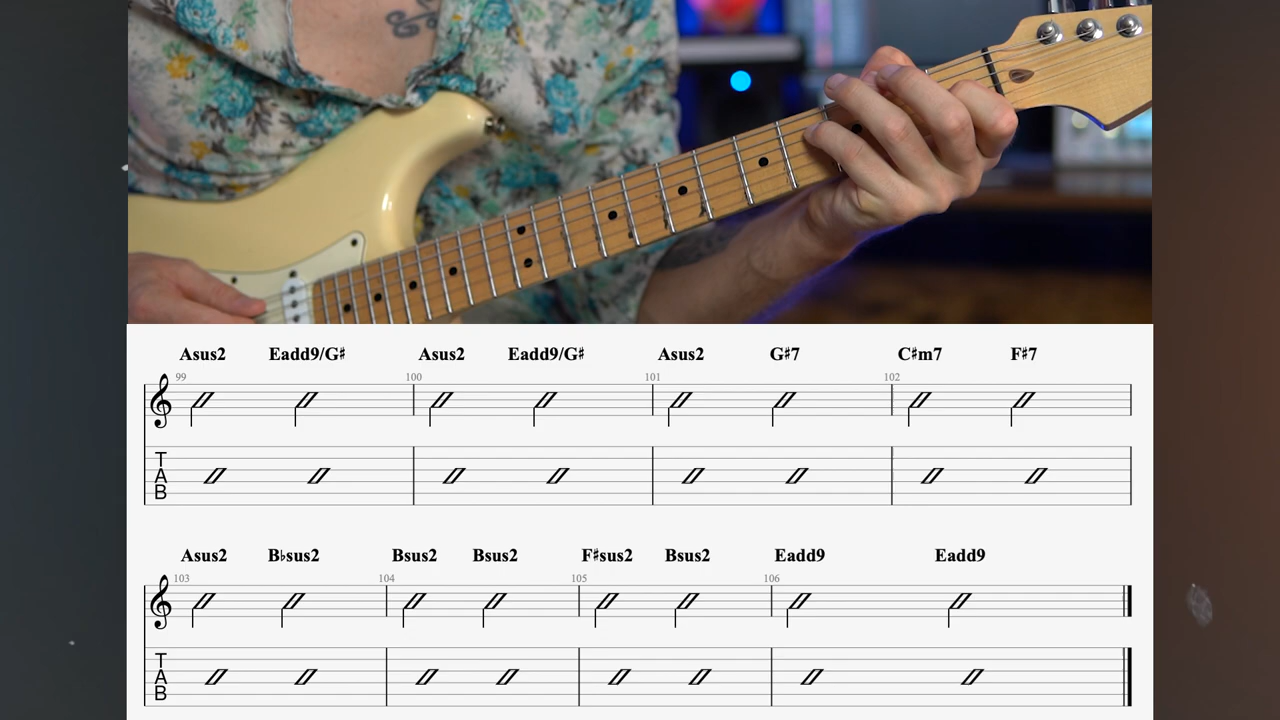 Asus2 Eadd9/G♯ Asus2 Eadd9/G♯ Asus2 G♯7 C♯m7 F♯7
99 100 101 102
T
A
B
Asus2 B♭sus2 Bsus2 Bsus2 F♯sus2 Bsus2 Eadd9 Eadd9
103 104 105 106
T
A
B